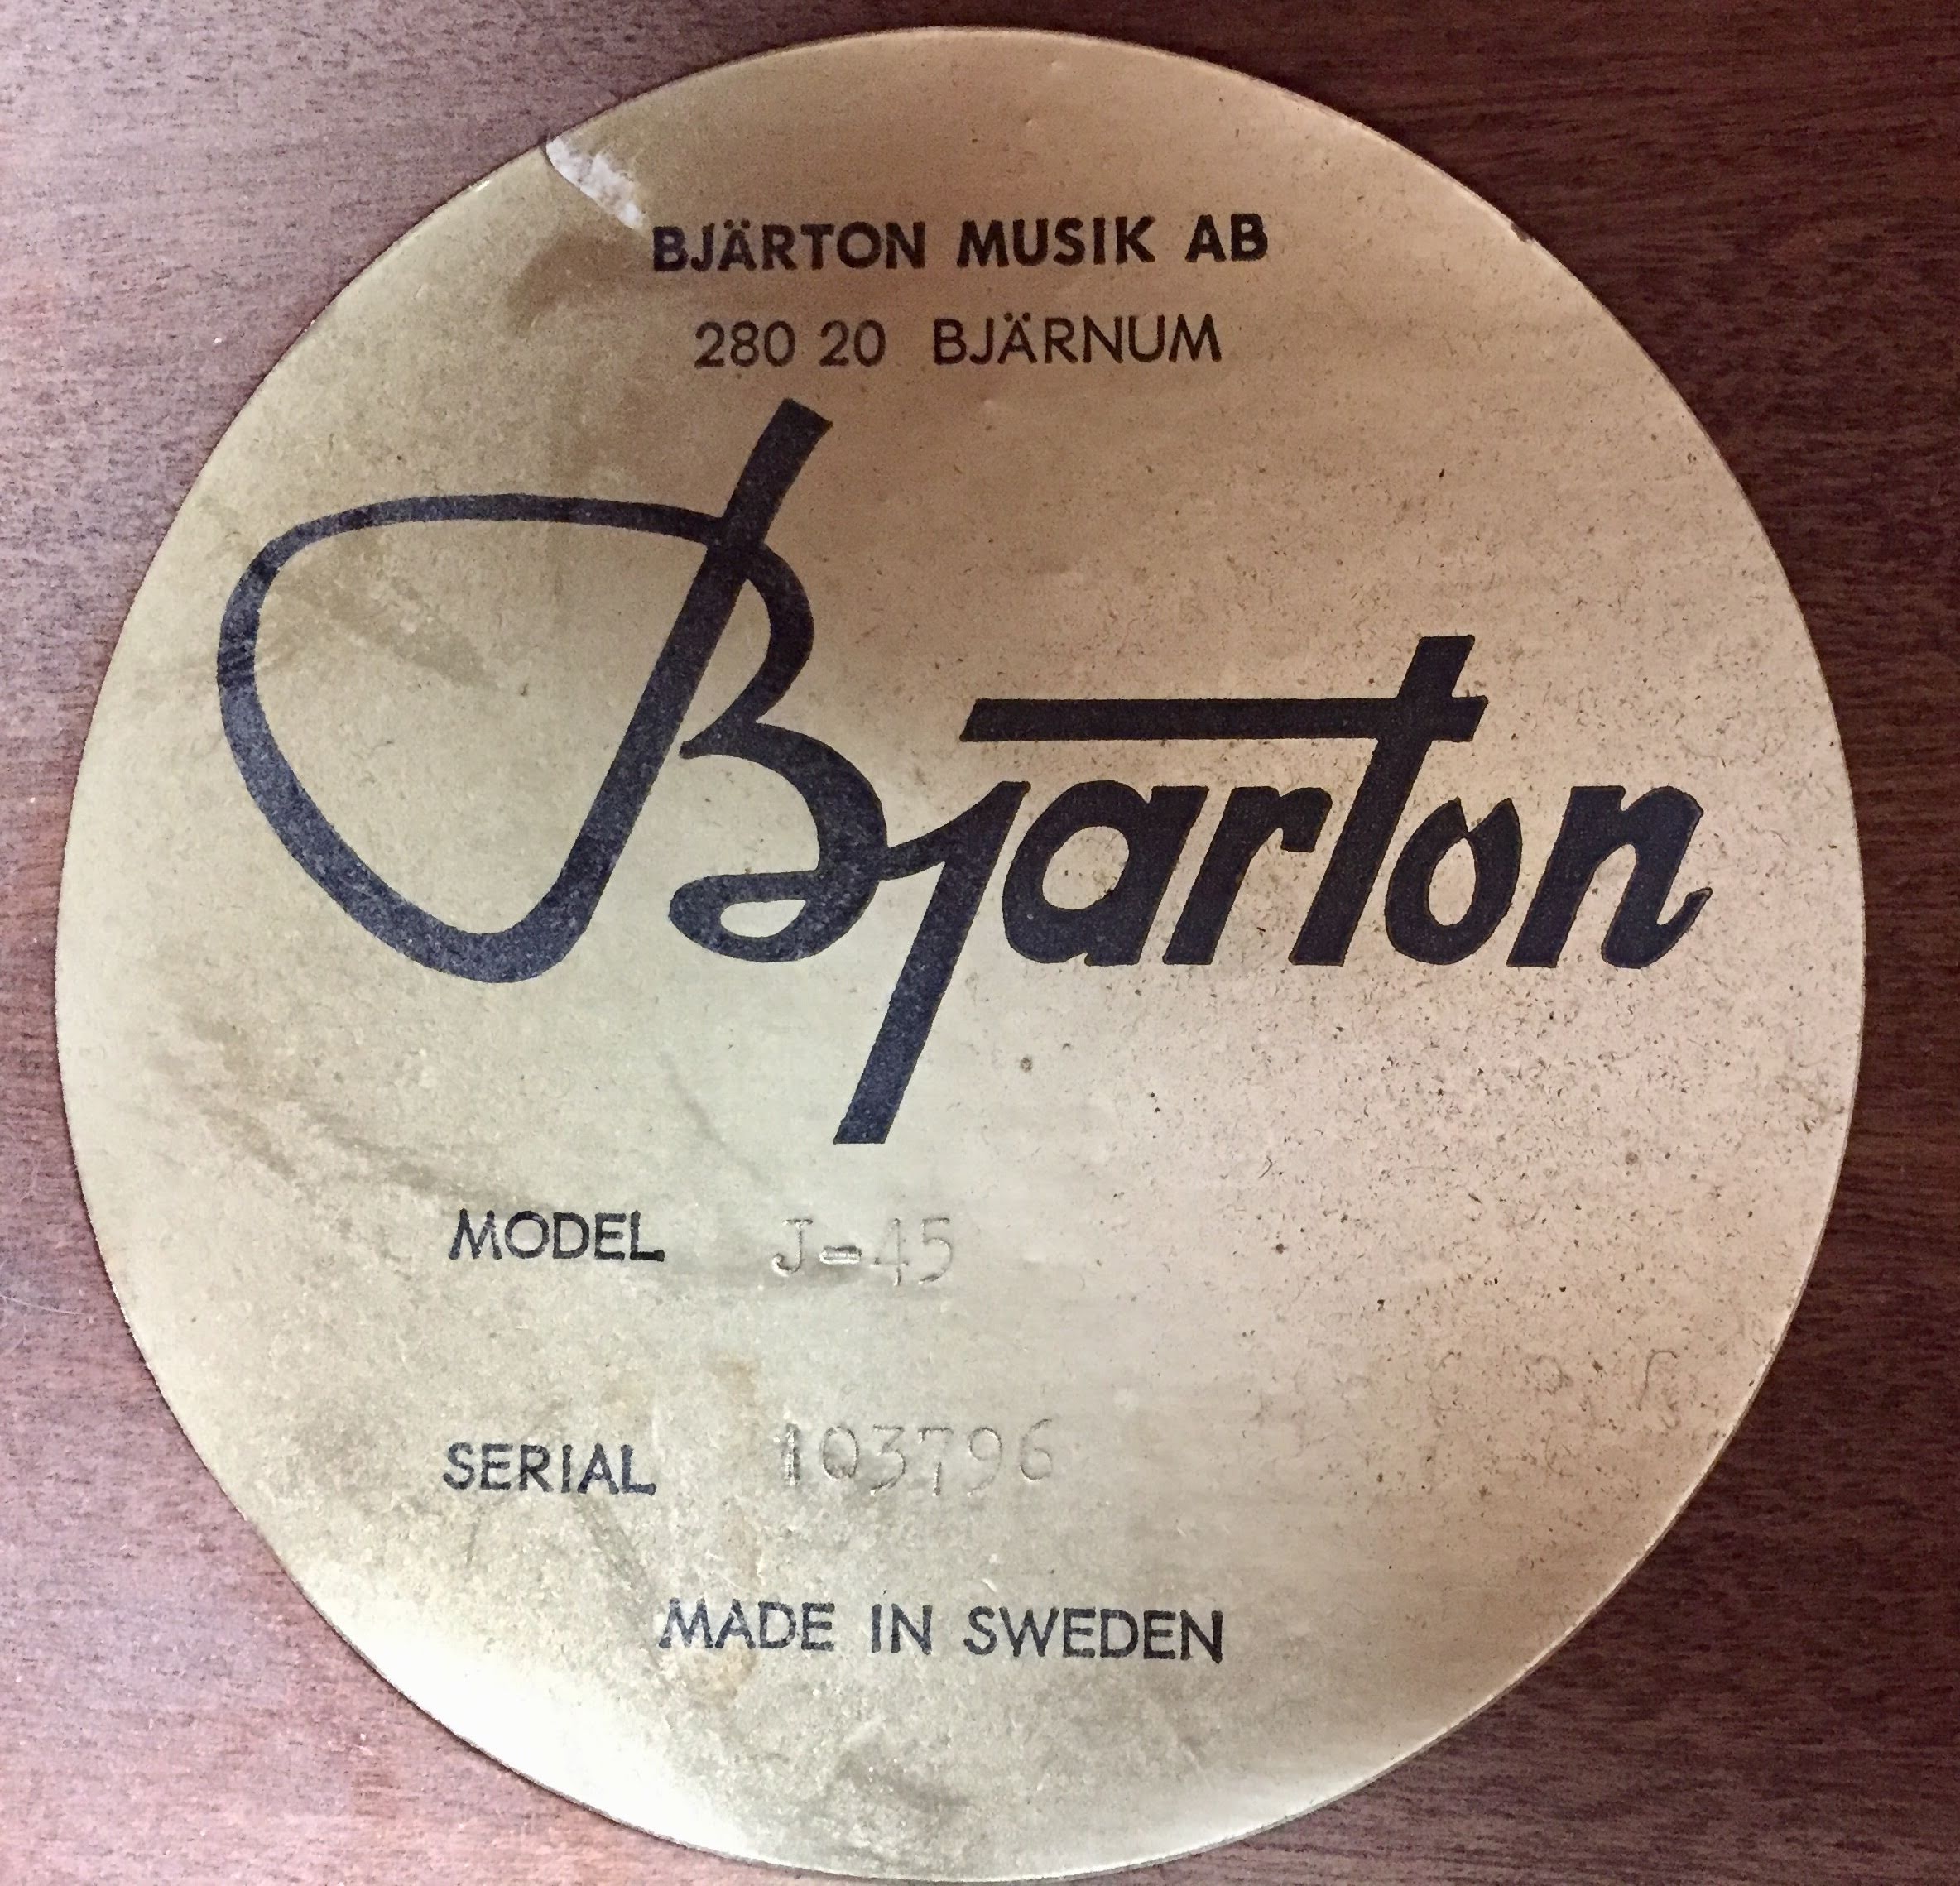 BJÄRTON MUSIK AB
280 20 BJÄRNUM
Bjarton
MODEL J-45
SERIAL 103796
MADE IN SWEDEN